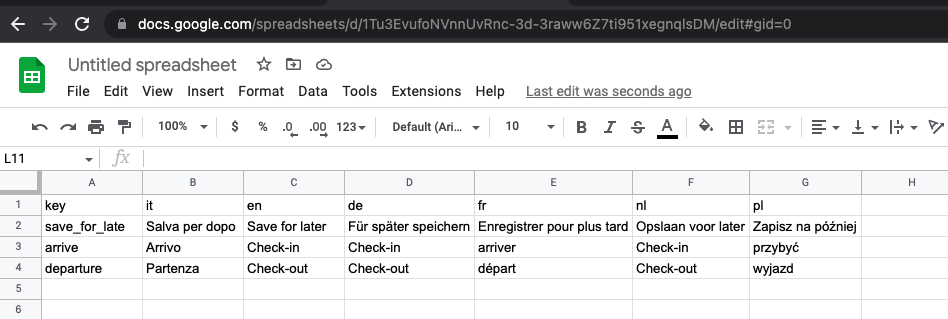 docs.google.com/spreadsheets/d/1Tu3EvufoNVnnUvRnc-3d-3raww6Z7ti951xegnqlsDM/edit#gid=0
Untitled spreadsheet
File Edit View Insert Format Data Tools Extensions Help Last edit was seconds ago
100% $ % .0 .00 123 Default (Ari... 10 B I S A
L11 fx
A B C D E F G H
1 key it en de fr nl pl
2 save_for_late Salva per dopo Save for later Für später speichern Enregistrer pour plus tard Opslaan voor later Zapisz na później
3 arrive Arrivo Check-in Check-in arriver Check-in przybyć
4 departure Partenza Check-out Check-out départ Check-out wyjazd
5
6